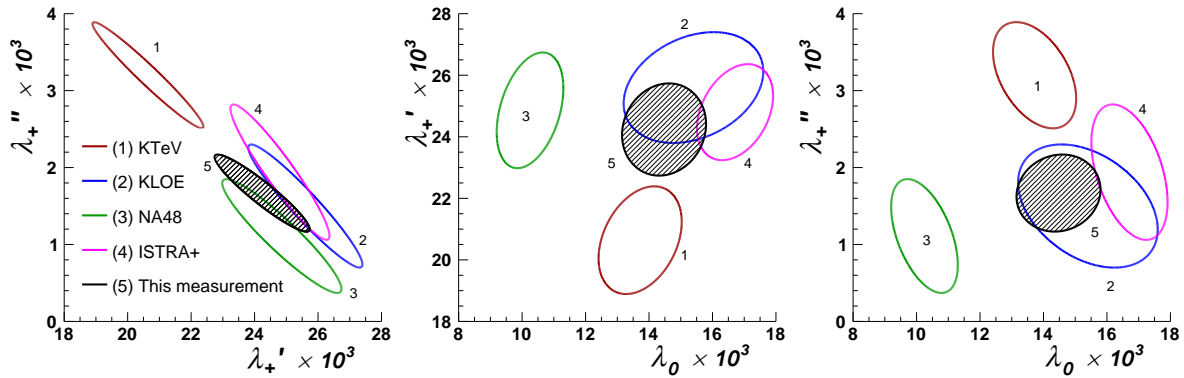 λ₊'' × 10³
4
3
2
1
0
1
4
5
2
3
(1) KTeV
(2) KLOE
(3) NA48
(4) ISTRA+
(5) This measurement
18 20 22 24 26 28
λ₊' × 10³
λ₊' × 10³
28
26
24
22
20
18
2
3
5
4
1
8 10 12 14 16 18
λ₀ × 10³
λ₊'' × 10³
4
3
2
1
0
1
4
3
5
2
8 10 12 14 16 18
λ₀ × 10³